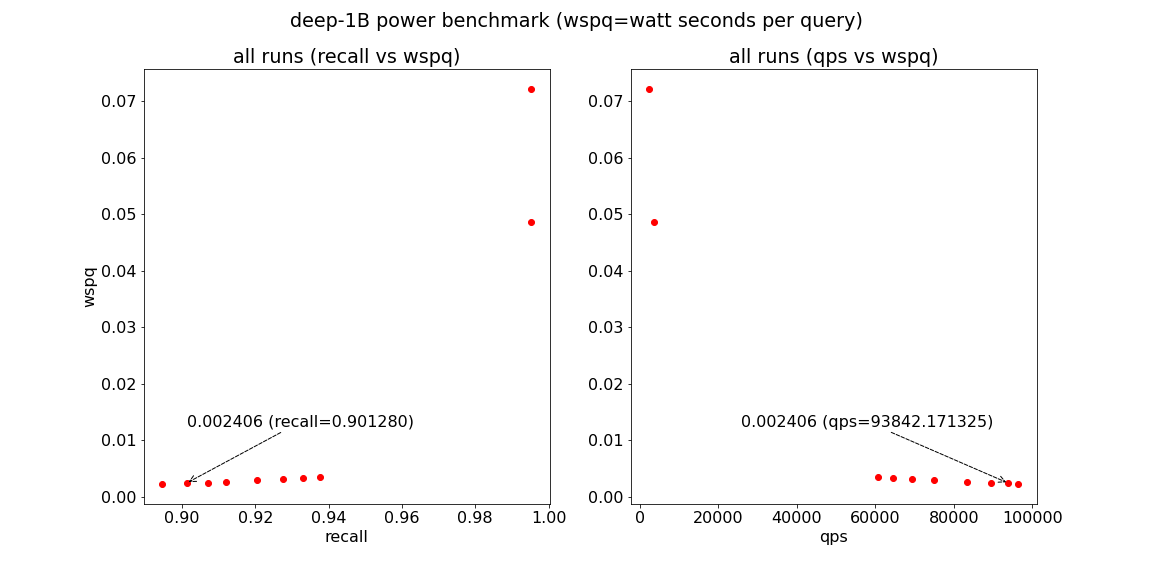 deep-1B power benchmark (wspq=watt seconds per query)
all runs (recall vs wspq)
0.07
0.06
0.05
0.04
0.03
0.02
0.01
0.00
wspq
0.002406 (recall=0.901280)
0.90 0.92 0.94 0.96 0.98 1.00
recall
all runs (qps vs wspq)
0.07
0.06
0.05
0.04
0.03
0.02
0.01
0.00
0.002406 (qps=93842.171325)
0 20000 40000 60000 80000 100000
qps